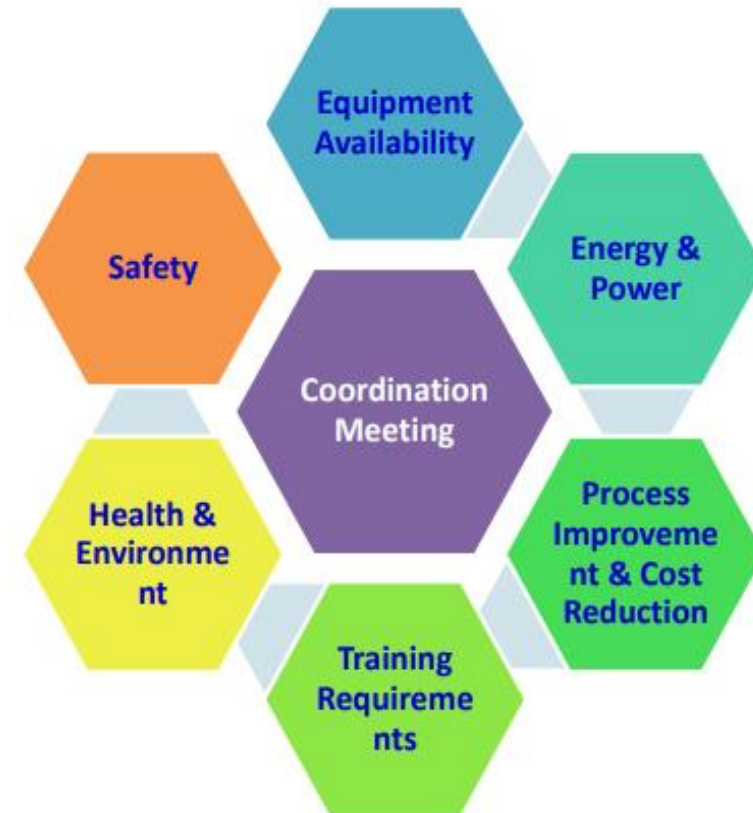 Equipment
Availability
Energy &
Power
Process
Improveme
nt & Cost
Reduction
Training
Requireme
nts
Health &
Environme
nt
Safety
Coordination
Meeting